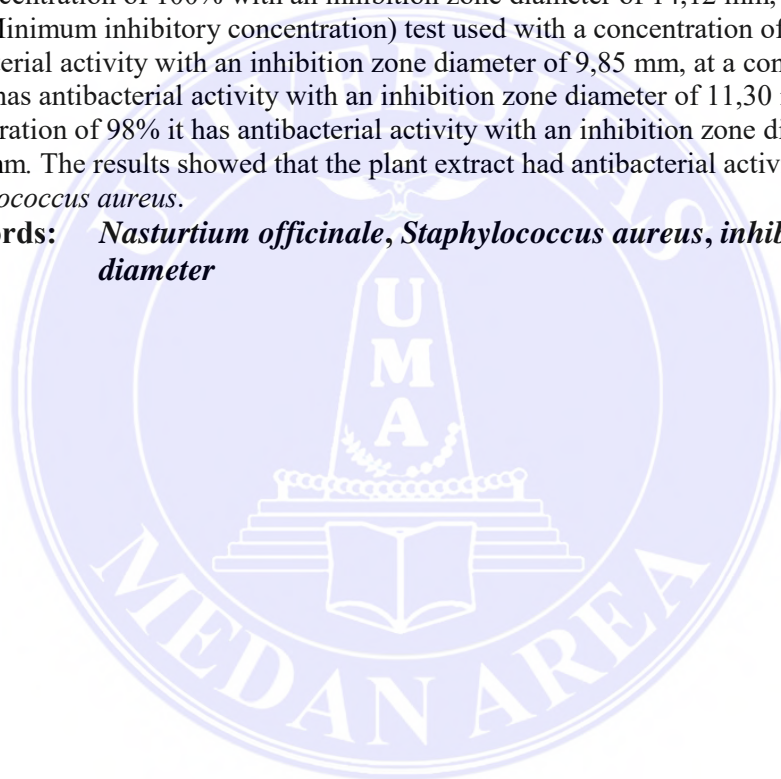 centration of 100% with an inhibition zone diameter of 14,12 mm,
Minimum inhibitory concentration) test used with a concentration of
erial activity with an inhibition zone diameter of 9,85 mm, at a con
has antibacterial activity with an inhibition zone diameter of 11,30
ration of 98% it has antibacterial activity with an inhibition zone di
nm. The results showed that the plant extract had antibacterial activ
ococcus aureus.
ords: Nasturtium officinale, Staphylococcus aureus, inhib
diameter
UNIVERSITAS
U
M
A
MEDAN AREA